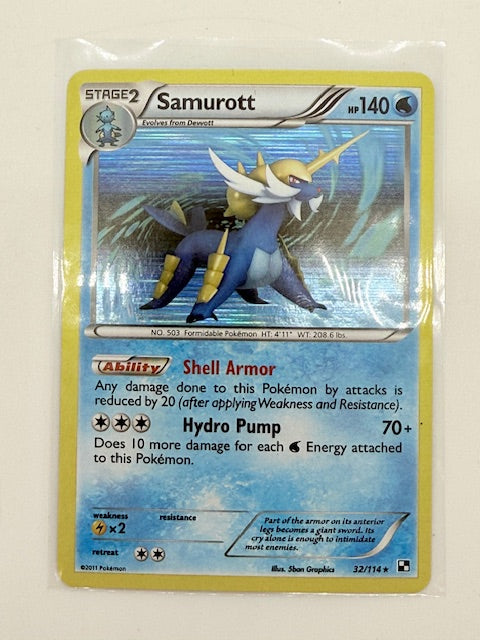 STAGE2
Samurott
HP140
Evolves from Dewott
NO. 503 Formidable Pokémon HT: 4'11" WT: 208.6 lbs.
Ability Shell Armor
Any damage done to this Pokémon by attacks is
reduced by 20 (after applying Weakness and Resistance).
Hydro Pump 70+
Does 10 more damage for each Energy attached
to this Pokémon.
weakness resistance
×2
retreat
Part of the armor on its anterior
legs becomes a giant sword. Its
cry alone is enough to intimidate
most enemies.
©2011 Pokémon
Illus. 5ban Graphics 32/114★